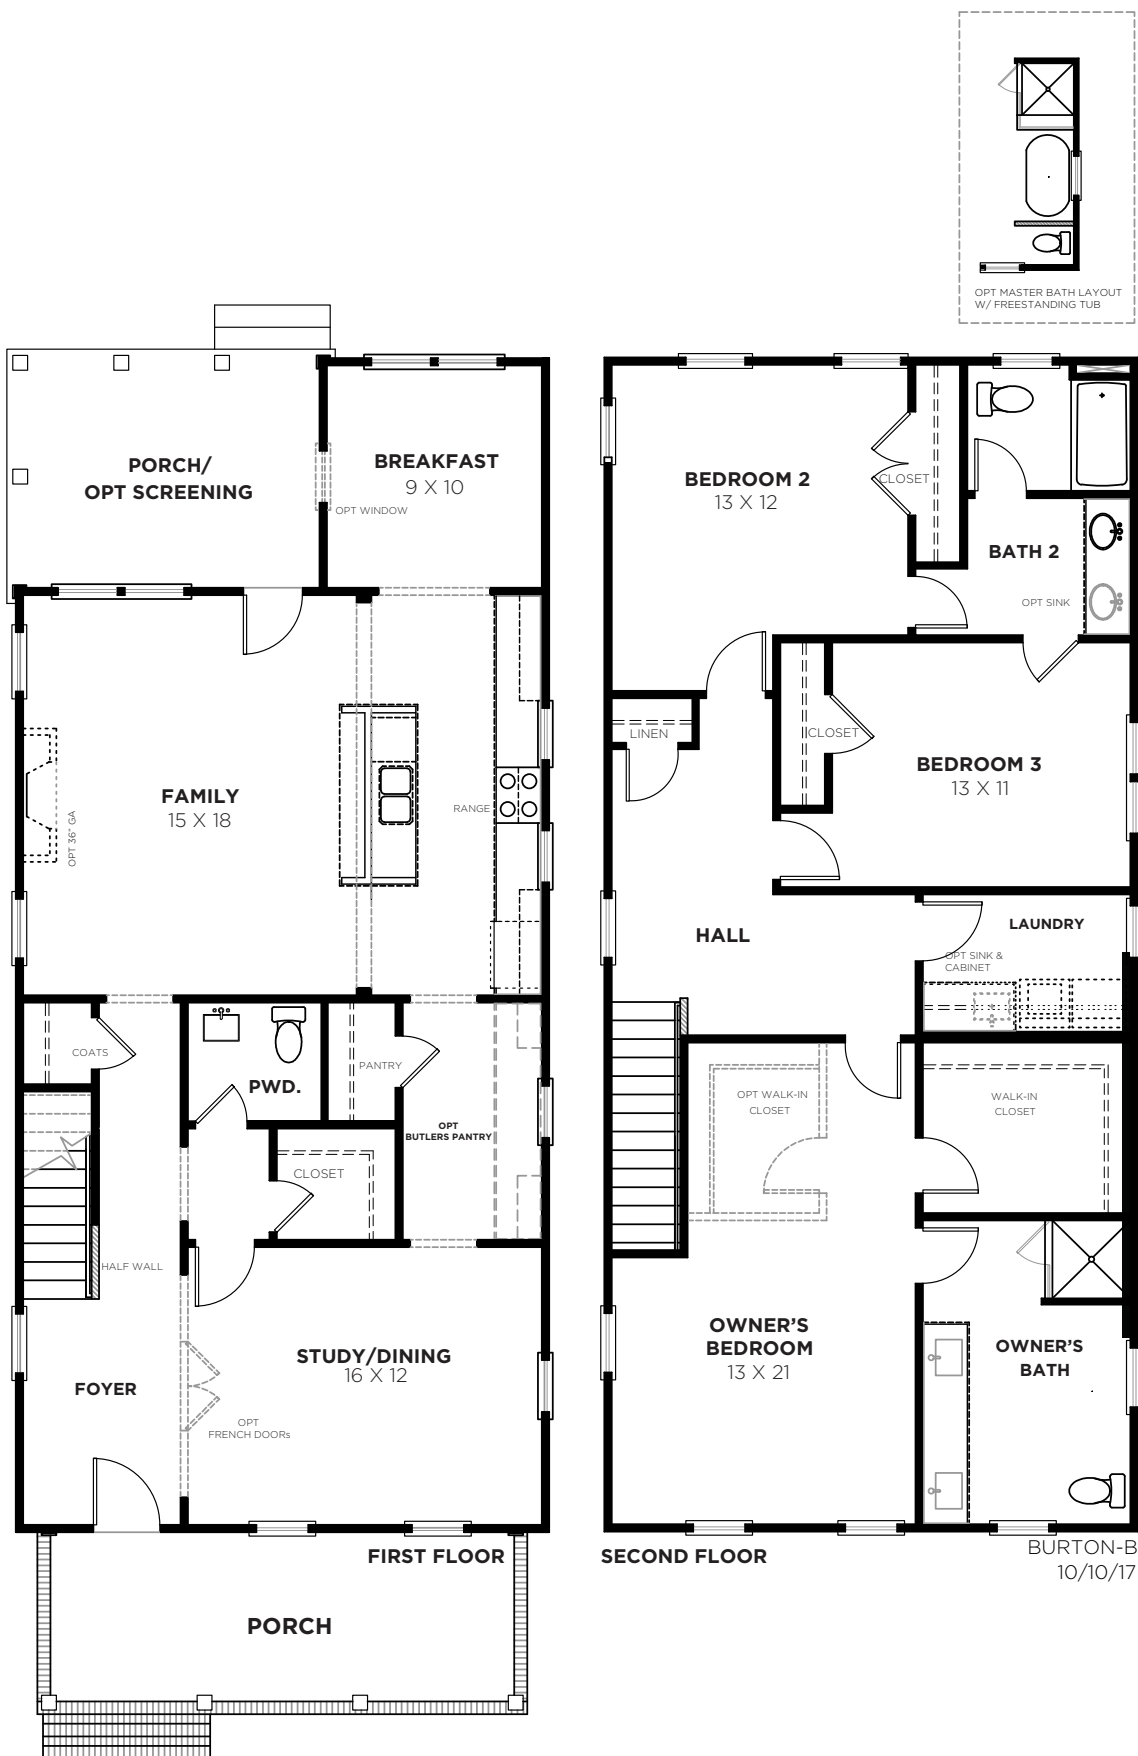 OPT MASTER BATH LAYOUT
W/ FREESTANDING TUB
PORCH/
OPT SCREENING
BREAKFAST
9 X 10
OPT WINDOW
FAMILY
15 X 18
OPT 36" GA
RANGE
COATS
PWD.
PANTRY
OPT
BUTLERS PANTRY
CLOSET
HALF WALL
STUDY/DINING
16 X 12
FOYER
OPT
FRENCH DOORs
FIRST FLOOR
PORCH
BEDROOM 2
13 X 12
CLOSET
BATH 2
OPT SINK
LINEN
CLOSET
BEDROOM 3
13 X 11
HALL
LAUNDRY
OPT SINK &
CABINET
OPT WALK-IN
CLOSET
WALK-IN
CLOSET
OWNER'S
BEDROOM
13 X 21
OWNER'S
BATH
SECOND FLOOR
BURTON-B
10/10/17